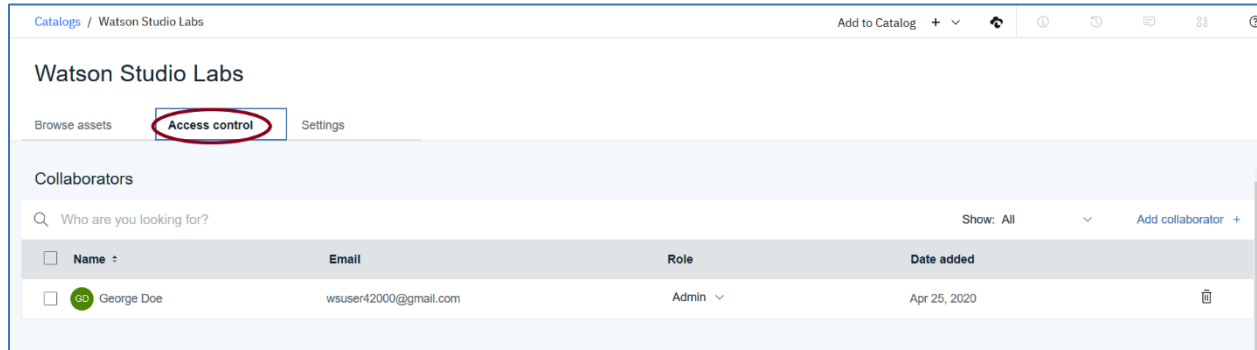 Catalogs / Watson Studio Labs Add to Catalog +
Watson Studio Labs
Browse assets Access control Settings
Collaborators
Who are you looking for? Show: All Add collaborator +
Name Email Role Date added
GD George Doe wsuser42000@gmail.com Admin Apr 25, 2020